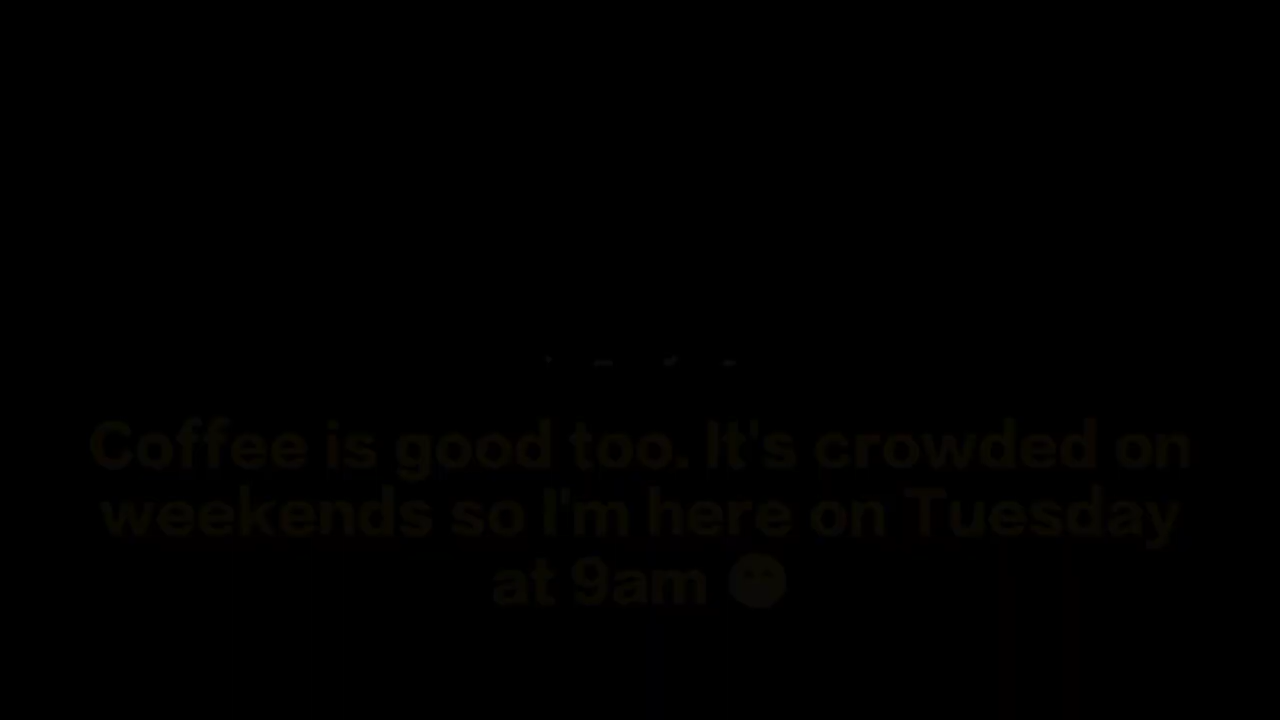 Coffee is good too. It's crowded on
weekends so I'm here on Tuesday
at 9am 😁